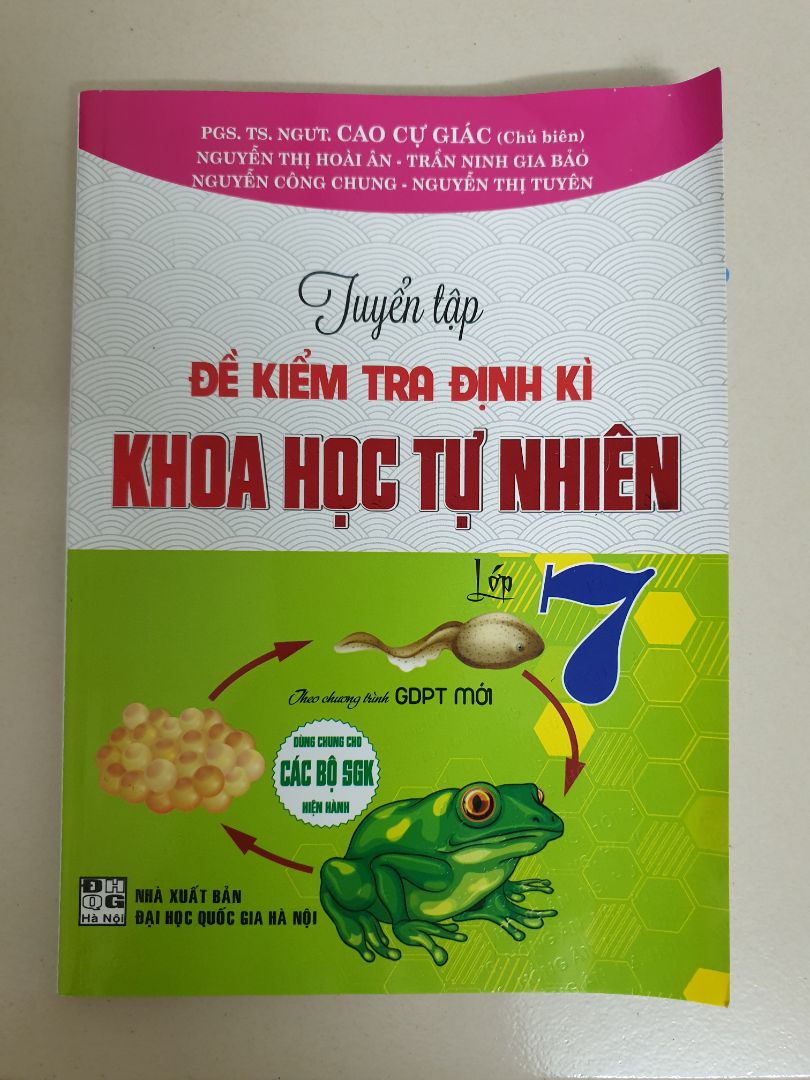 PGS. TS. NGƯT. CAO CỰ GIÁC (Chủ biên)
NGUYỄN THỊ HOÀI ÂN - TRẦN NINH GIA BẢO
NGUYỄN CÔNG CHUNG - NGUYỄN THỊ TUYÊN
Tuyển tập
ĐỀ KIỂM TRA ĐỊNH KÌ
KHOA HỌC TỰ NHIÊN
Lớp 7
Theo chương trình GDPT MỚI
DÙNG CHUNG CHO
CÁC BỘ SGK
HIỆN HÀNH
ĐH
QG
Hà Nội
NHÀ XUẤT BẢN
ĐẠI HỌC QUỐC GIA HÀ NỘI